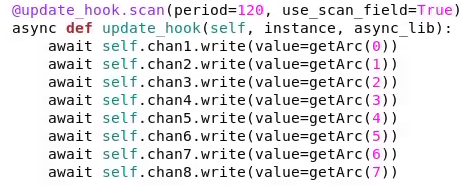 @update_hook.scan(period=120, use_scan_field=True)
async def update_hook(self, instance, async_lib):
    await self.chan1.write(value=getArc(0))
    await self.chan2.write(value=getArc(1))
    await self.chan3.write(value=getArc(2))
    await self.chan4.write(value=getArc(3))
    await self.chan5.write(value=getArc(4))
    await self.chan6.write(value=getArc(5))
    await self.chan7.write(value=getArc(6))
    await self.chan8.write(value=getArc(7))